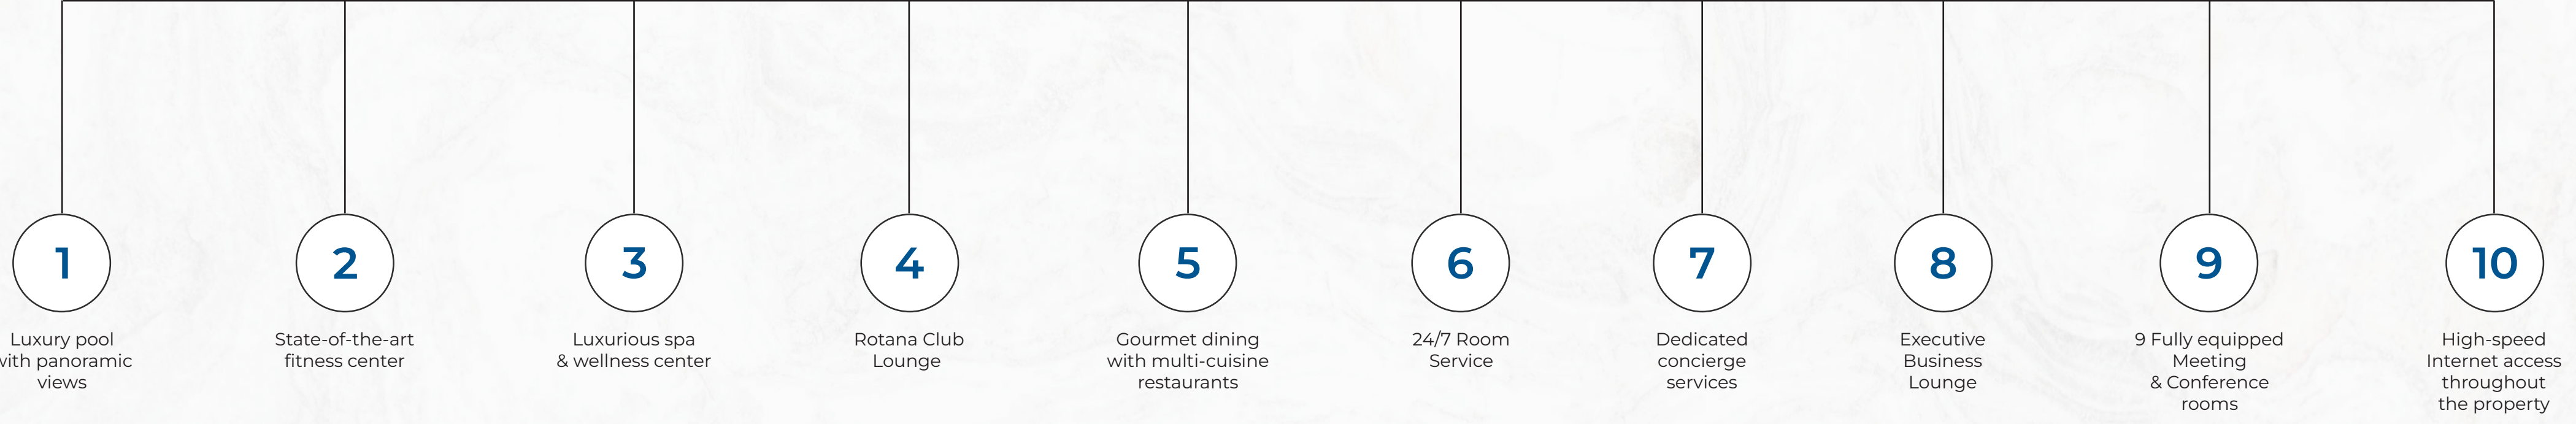 1
Luxury pool
with panoramic
views
2
State-of-the-art
fitness center
3
Luxurious spa
& wellness center
4
Rotana Club
Lounge
5
Gourmet dining
with multi-cuisine
restaurants
6
24/7 Room
Service
7
Dedicated
concierge
services
8
Executive
Business
Lounge
9
9 Fully equipped
Meeting
& Conference
rooms
10
High-speed
Internet access
throughout
the property